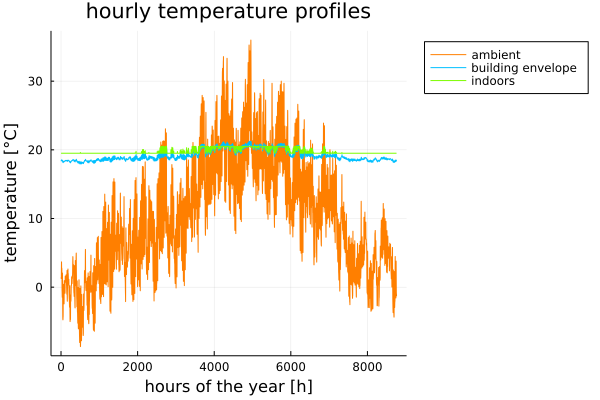 hourly temperature profiles
ambient
building envelope
indoors
temperature [°C]
30
20
10
0
0
2000
4000
6000
8000
hours of the year [h]